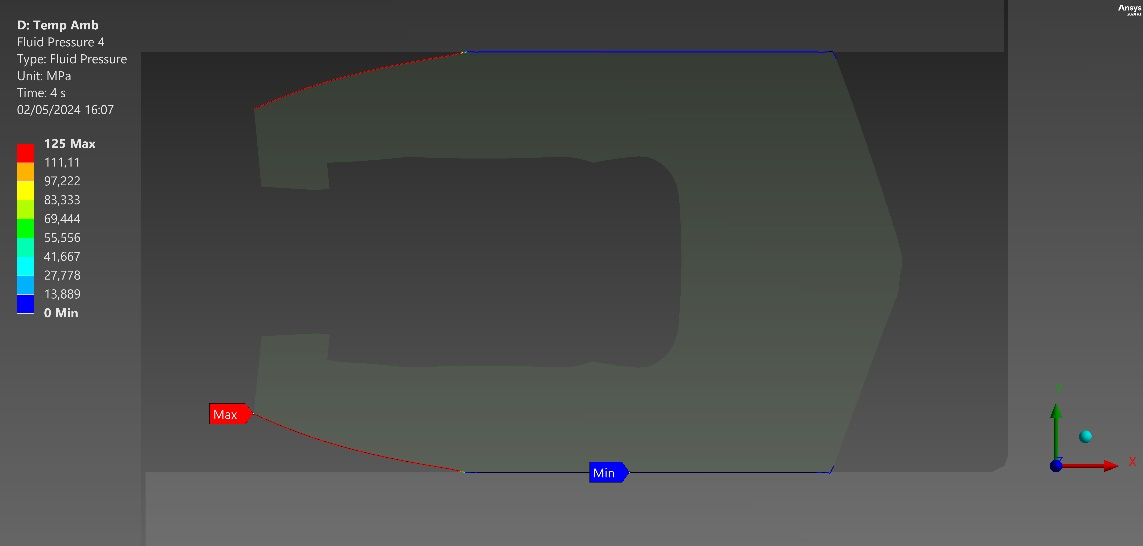 D: Temp Amb
Fluid Pressure 4
Type: Fluid Pressure
Unit: MPa
Time: 4 s
02/05/2024 16:07
125 Max
111,11
97,222
83,333
69,444
55,556
41,667
27,778
13,889
0 Min
Ansys
Max
Min
X